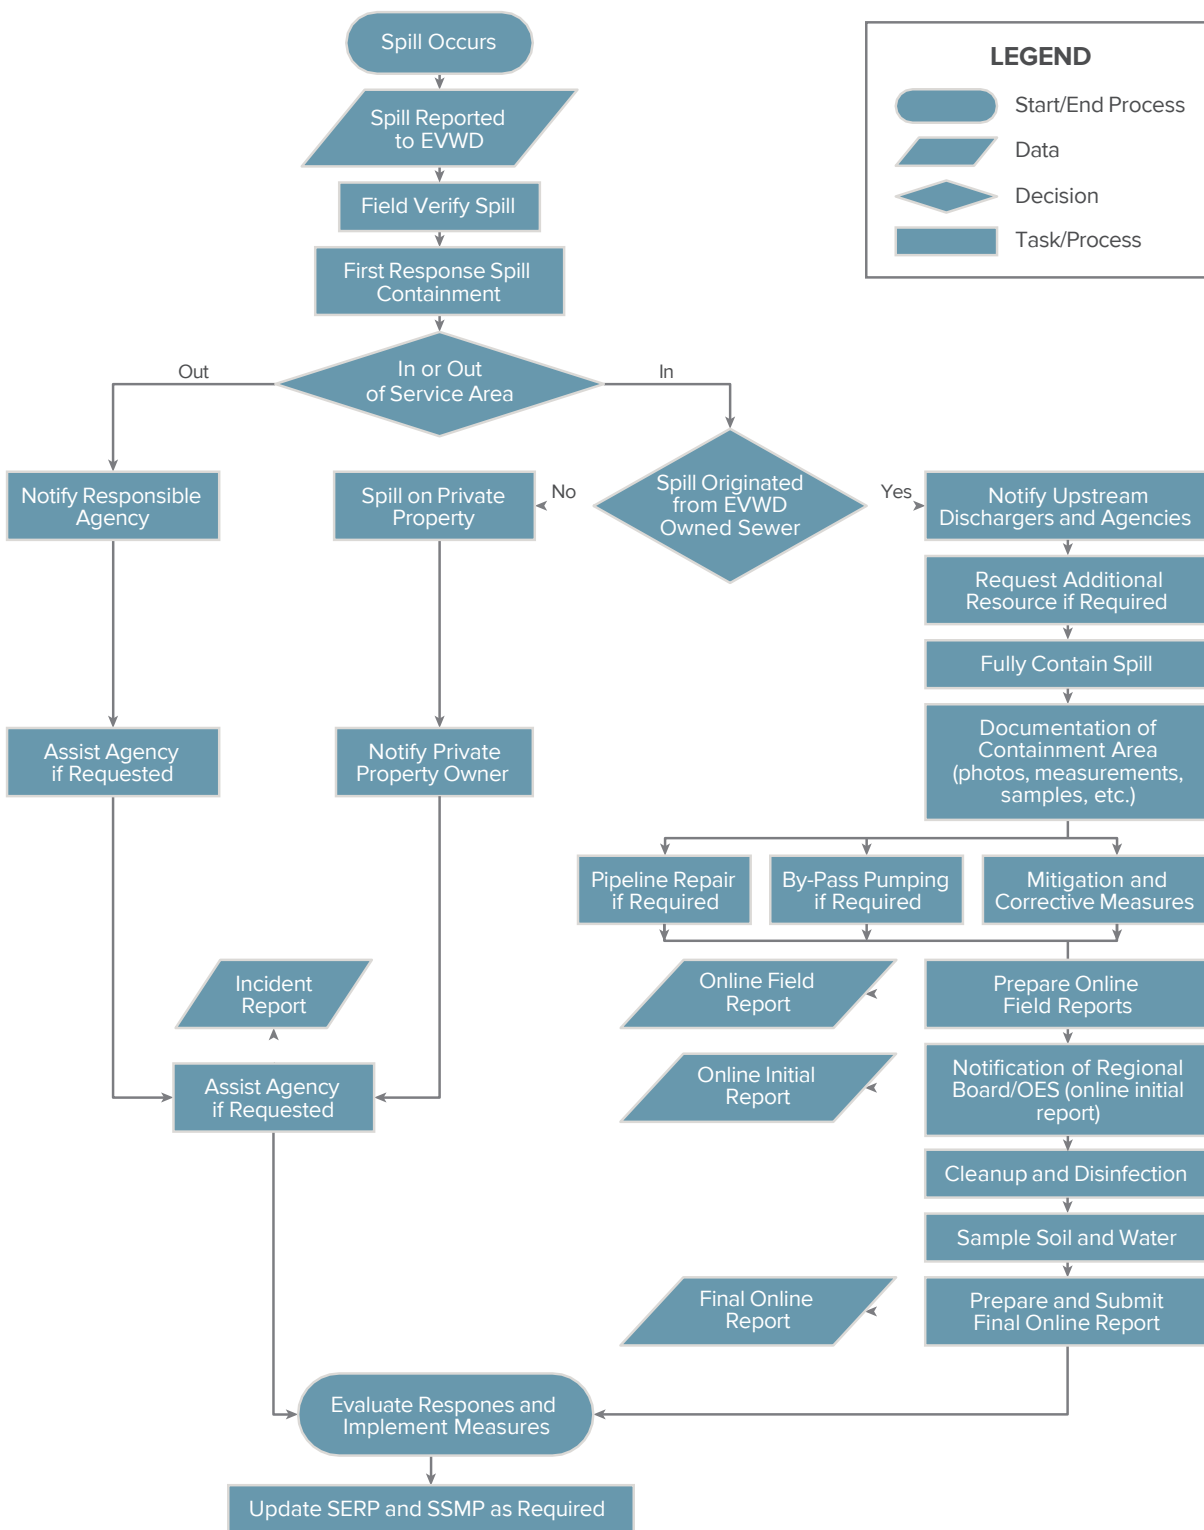 Spill Occurs
LEGEND
Start/End Process
Data
Decision
Task/Process
Spill Reported
to EVWD
Field Verify Spill
First Response Spill
Containment
In or Out
of Service Area
Out
In
Notify Responsible
Agency
Spill on Private
Property
No
Spill Originated
from EVWD
Owned Sewer
Yes
Notify Upstream
Dischargers and Agencies
Request Additional
Resource if Required
Fully Contain Spill
Assist Agency
if Requested
Notify Private
Property Owner
Documentation of
Containment Area
(photos, measurements,
samples, etc.)
Pipeline Repair
if Required
By-Pass Pumping
if Required
Mitigation and
Corrective Measures
Incident
Report
Online Field
Report
Prepare Online
Field Reports
Assist Agency
if Requested
Online Initial
Report
Notification of Regional
Board/OES (online initial
report)
Cleanup and Disinfection
Sample Soil and Water
Final Online
Report
Prepare and Submit
Final Online Report
Evaluate Respones and
Implement Measures
Update SERP and SSMP as Required